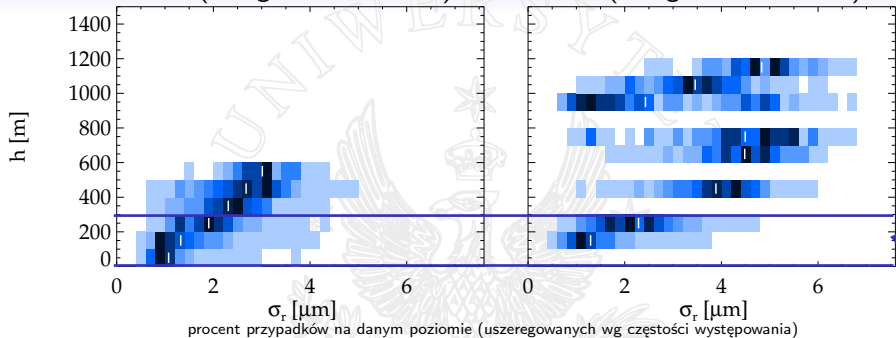 1400
1200
1000
800
600
400
200
0
h [m]
0 2 4 6
σr [μm]
0 2 4 6
σr [μm]
procent przypadków na danym poziomie (uszeregowanych wg częstości występowania)
UNIWERSYTET